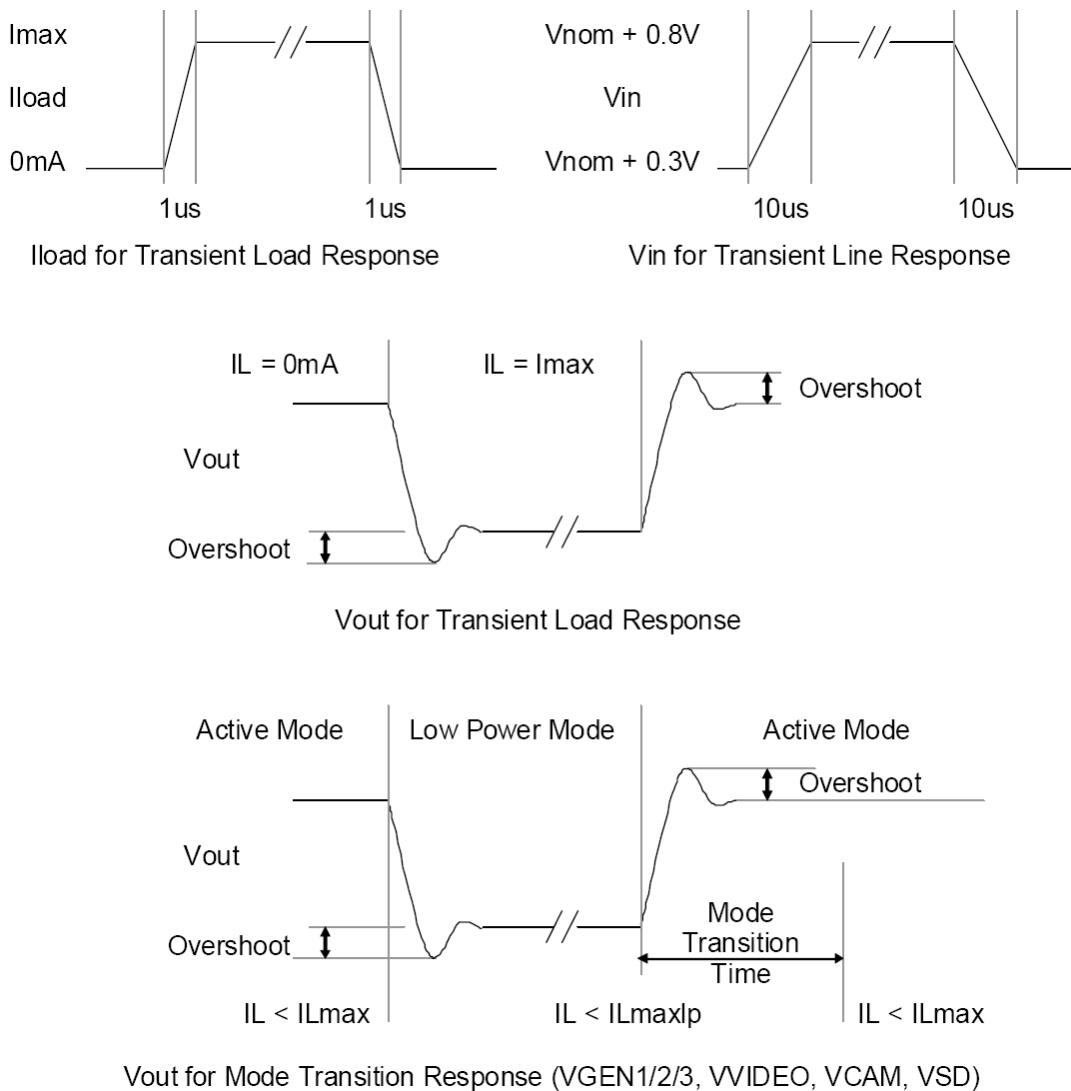 Imax
Iload
0mA
1us 1us
Iload for Transient Load Response
Vnom + 0.8V
Vin
Vnom + 0.3V
10us 10us
Vin for Transient Line Response
IL = 0mA IL = Imax
Overshoot
Vout
Overshoot
Vout for Transient Load Response
Active Mode Low Power Mode Active Mode
Overshoot
Vout
Overshoot
Mode
Transition
Time
IL < ILmax IL < ILmaxlp IL < ILmax
Vout for Mode Transition Response (VGEN1/2/3, VVIDEO, VCAM, VSD)